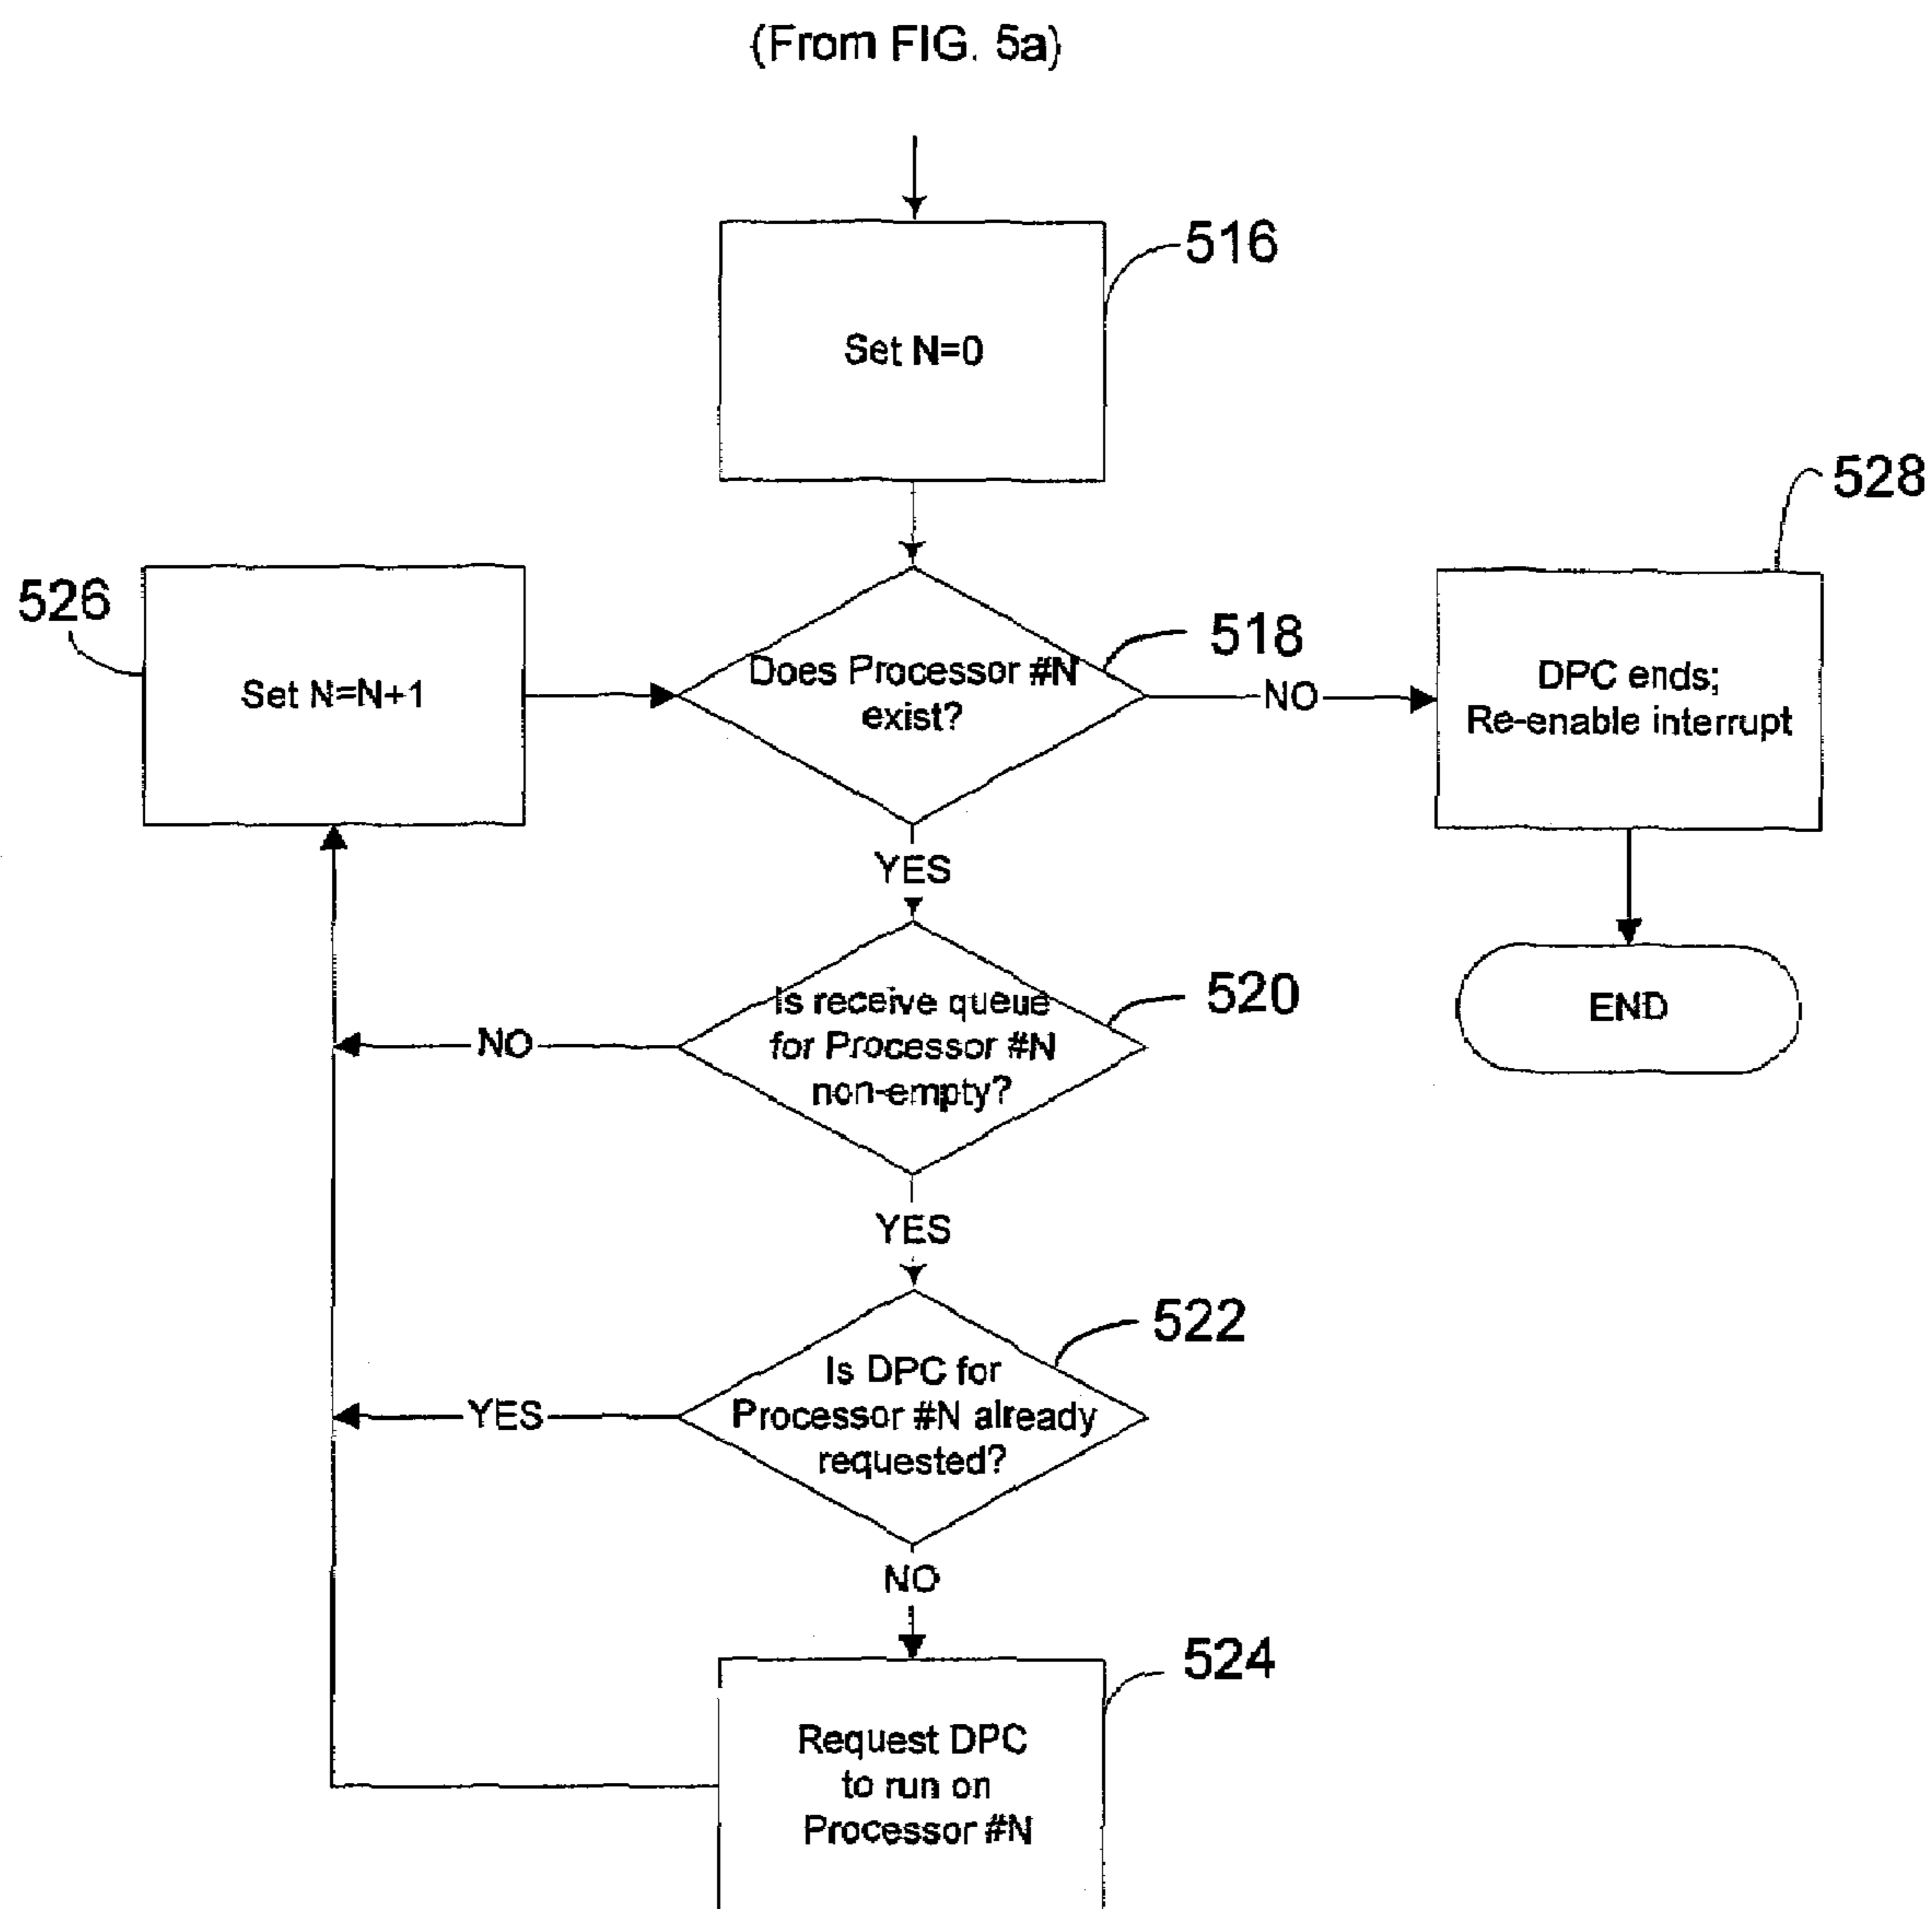 (From FIG. 5a)
516
Set N=0
528
526
518
Set N=N+1
Does Processor #N
exist?
NO
DPC ends;
Re-enable interrupt
YES
520
Is receive queue
for Processor #N
non-empty?
NO
END
YES
522
Is DPC for
Processor #N already
requested?
YES
NO
524
Request DPC
to run on
Processor #N